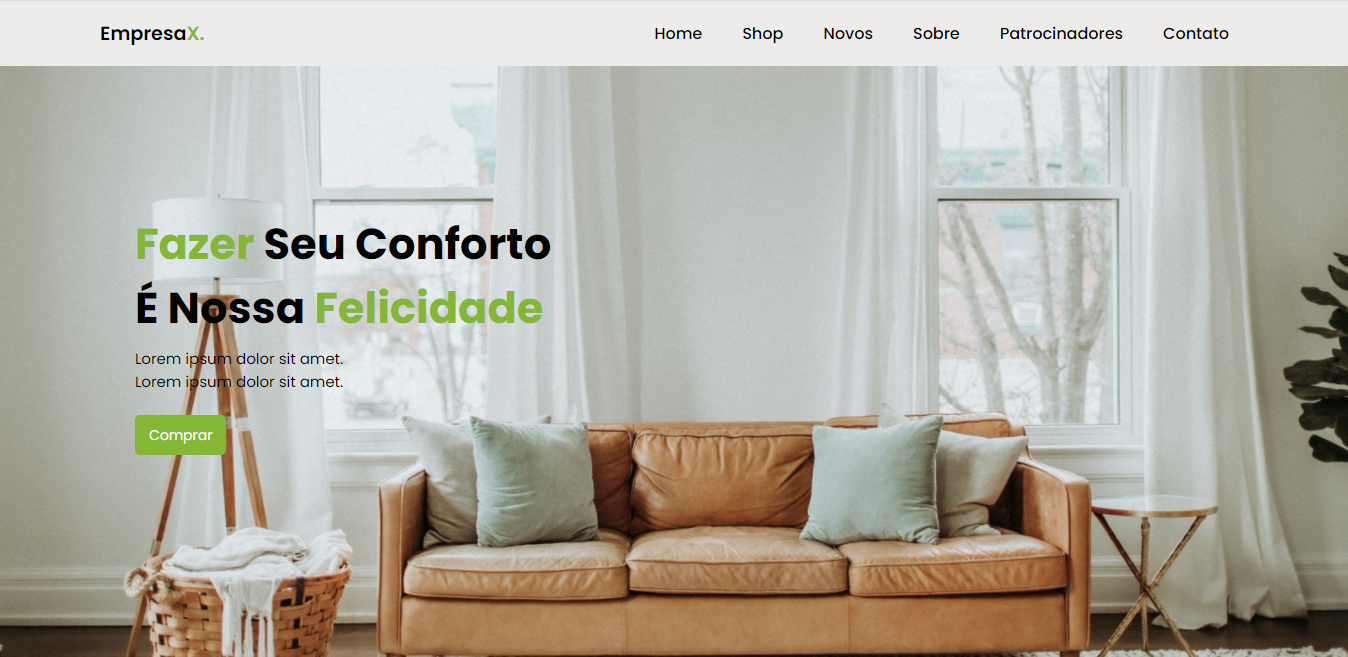 EmpresaX.
Home Shop Novos Sobre Patrocinadores Contato
Fazer Seu Conforto
É Nossa Felicidade
Lorem ipsum dolor sit amet.
Lorem ipsum dolor sit amet.
Comprar